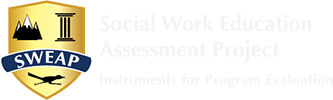 SWEAP
Social Work Education
Assessment Project
Instruments for Program Evaluation